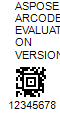 ASPOSE
ARCODE
EVALUAT
ON
VERSION
12345678